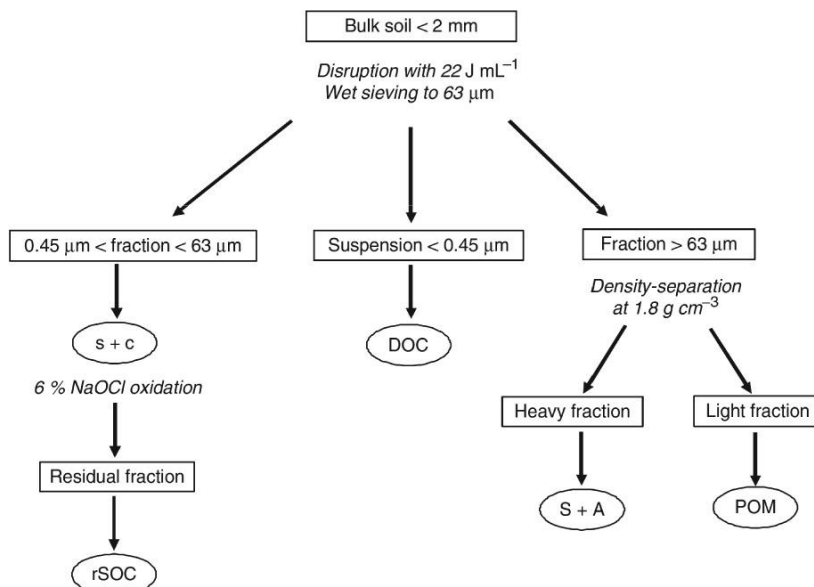 Bulk soil < 2 mm
Disruption with 22 J mL⁻¹
Wet sieving to 63 μm
0.45 μm < fraction < 63 μm
Suspension < 0.45 μm
Fraction > 63 μm
Density-separation
at 1.8 g cm⁻³
s + c
DOC
6 % NaOCl oxidation
Heavy fraction
Light fraction
Residual fraction
S + A
POM
rSOC